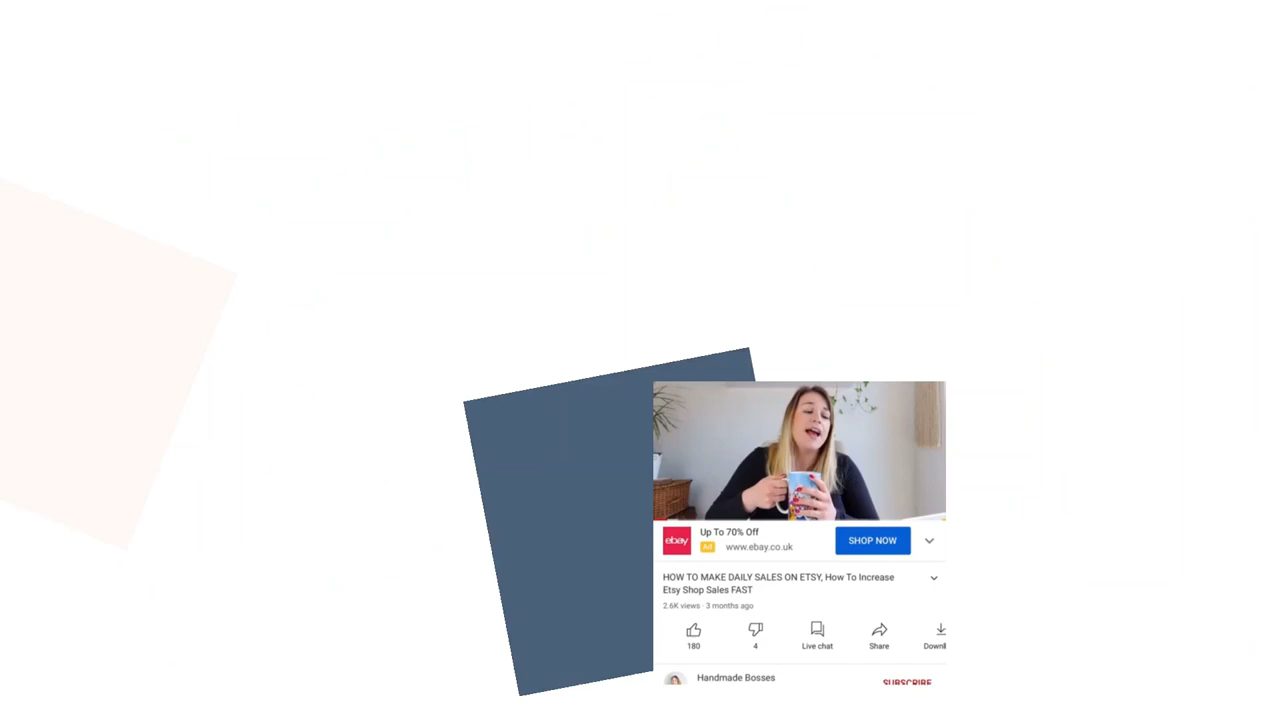 ebay
Up To 70% Off
Ad www.ebay.co.uk
SHOP NOW
HOW TO MAKE DAILY SALES ON ETSY, How To Increase
Etsy Shop Sales FAST
2.6K views · 3 months ago
180
4
Live chat
Share
Downl
Handmade Bosses
SUBSCRIBE